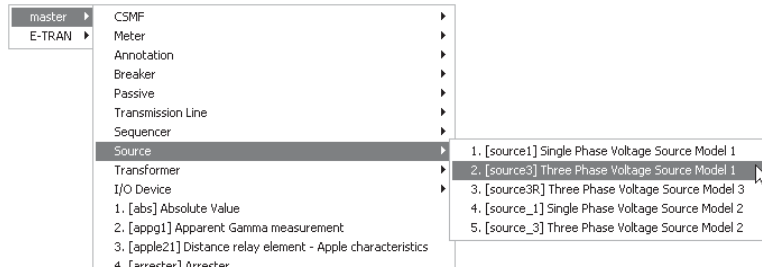 master
E-TRAN
CSMF
Meter
Annotation
Breaker
Passive
Transmission Line
Sequencer
Source
Transformer
I/O Device
1. [abs] Absolute Value
2. [appg1] Apparent Gamma measurement
3. [apple21] Distance relay element - Apple characteristics
4. [arrester] Arrester
1. [source1] Single Phase Voltage Source Model 1
2. [source3] Three Phase Voltage Source Model 1
3. [source3R] Three Phase Voltage Source Model 3
4. [source_1] Single Phase Voltage Source Model 2
5. [source_3] Three Phase Voltage Source Model 2